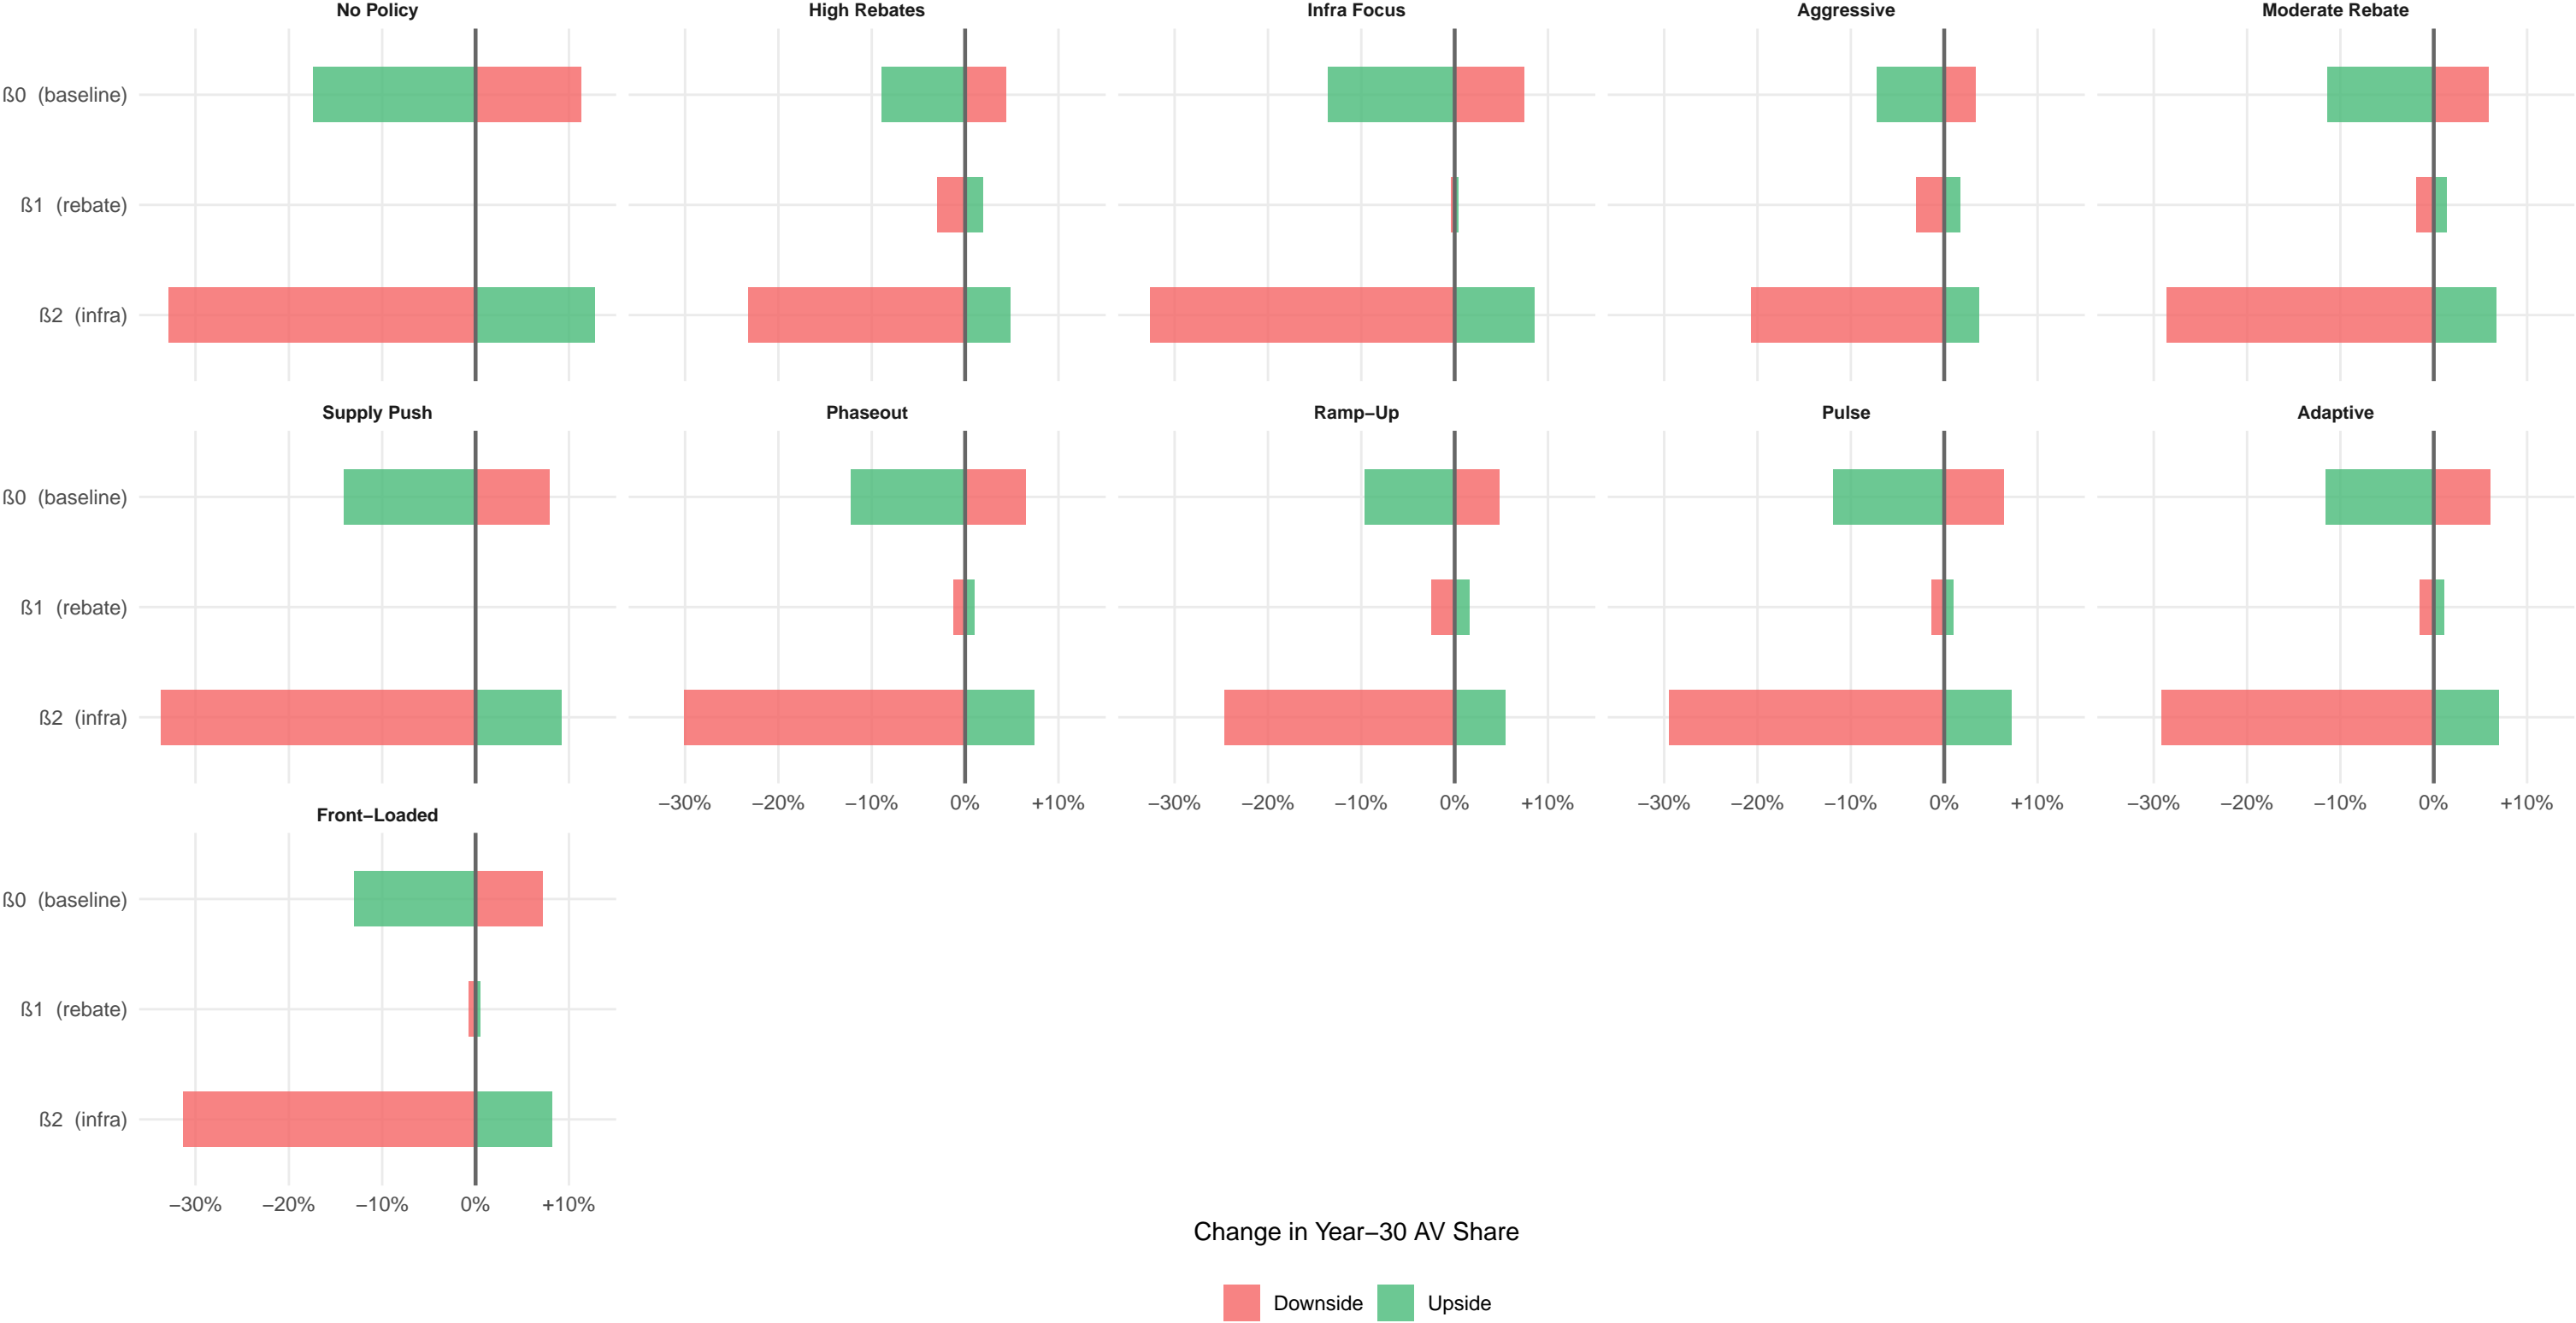 No Policy
High Rebates
Infra Focus
Aggressive
Moderate Rebate
ß0 (baseline)
ß1 (rebate)
ß2 (infra)
Supply Push
Phaseout
Ramp−Up
Pulse
Adaptive
ß0 (baseline)
ß1 (rebate)
ß2 (infra)
−30% −20% −10% 0% +10%
−30% −20% −10% 0% +10%
−30% −20% −10% 0% +10%
−30% −20% −10% 0% +10%
Front−Loaded
ß0 (baseline)
ß1 (rebate)
ß2 (infra)
−30% −20% −10% 0% +10%
Change in Year−30 AV Share
Downside
Upside